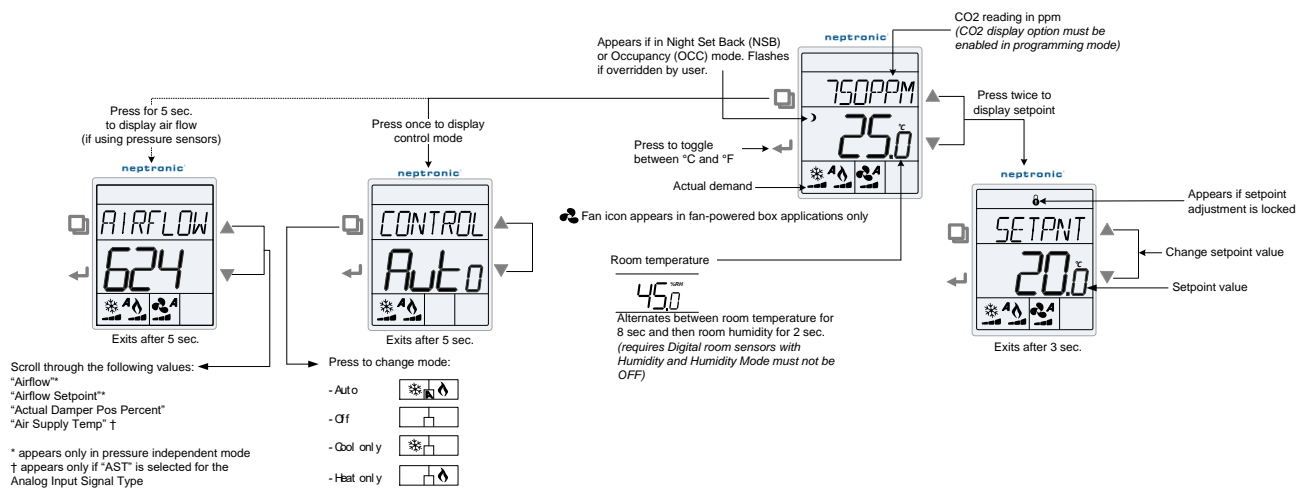 CO2 reading in ppm
(CO2 display option must be
enabled in programming mode)
Appears if in Night Set Back (NSB)
or Occupancy (OCC) mode. Flashes
if overridden by user.
neptronic
750PPM
25.0
°C
A
A
Press for 5 sec.
to display air flow
(if using pressure sensors)
Press once to display
control mode
Press to toggle
between °C and °F
Actual demand
Press twice to
display setpoint
neptronic
AIRFLOW
624
A
A
Exits after 5 sec.
neptronic
CONTROL
Auto
A
Exits after 5 sec.
Fan icon appears in fan-powered box applications only
neptronic
SETPNT
20.0
°C
A
A
Exits after 3 sec.
Appears if setpoint
adjustment is locked
Change setpoint value
Setpoint value
Room temperature
45.0
%RH
Alternates between room temperature for
8 sec and then room humidity for 2 sec.
(requires Digital room sensors with
Humidity and Humidity Mode must not be
OFF)
Scroll through the following values:
“Airflow”*
“Airflow Setpoint”*
“Actual Damper Pos Percent”
“Air Supply Temp” †
* appears only in pressure independent mode
† appears only if “AST” is selected for the
Analog Input Signal Type
Press to change mode:
- Auto
A
- Off
- Cool only
- Heat only